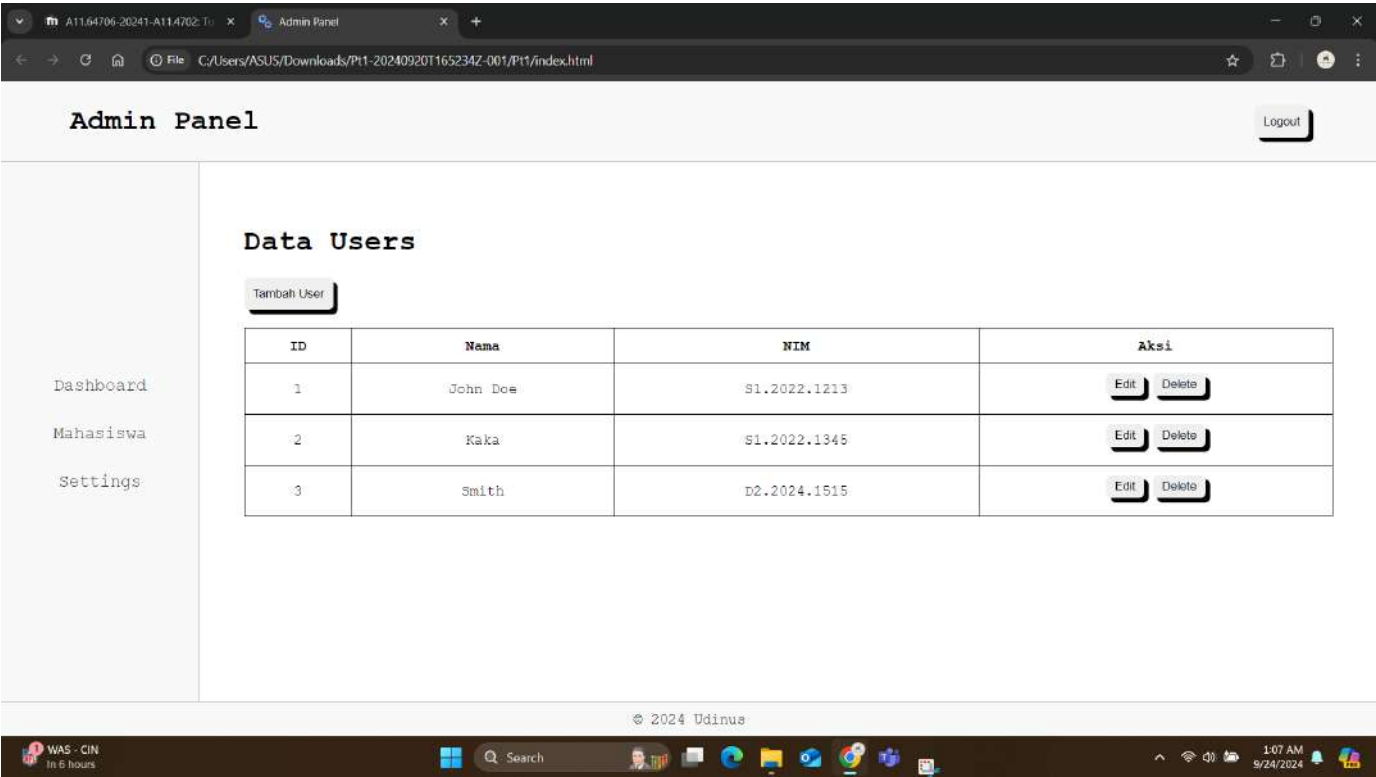 A11.64706-20241-A11.4702: Tu
Admin Panel
File C:/Users/ASUS/Downloads/Pt1-20240920T165234Z-001/Pt1/index.html
Admin Panel
Logout
Data Users
Tambah User
ID Nama NIM Aksi
1 John Doe S1.2022.1213 Edit Delete
2 Kaka S1.2022.1345 Edit Delete
3 Smith D2.2024.1515 Edit Delete
Dashboard
Mahasiswa
Settings
© 2024 Udinus
1
WAS - CIN
In 6 hours
Search
1:07 AM
9/24/2024